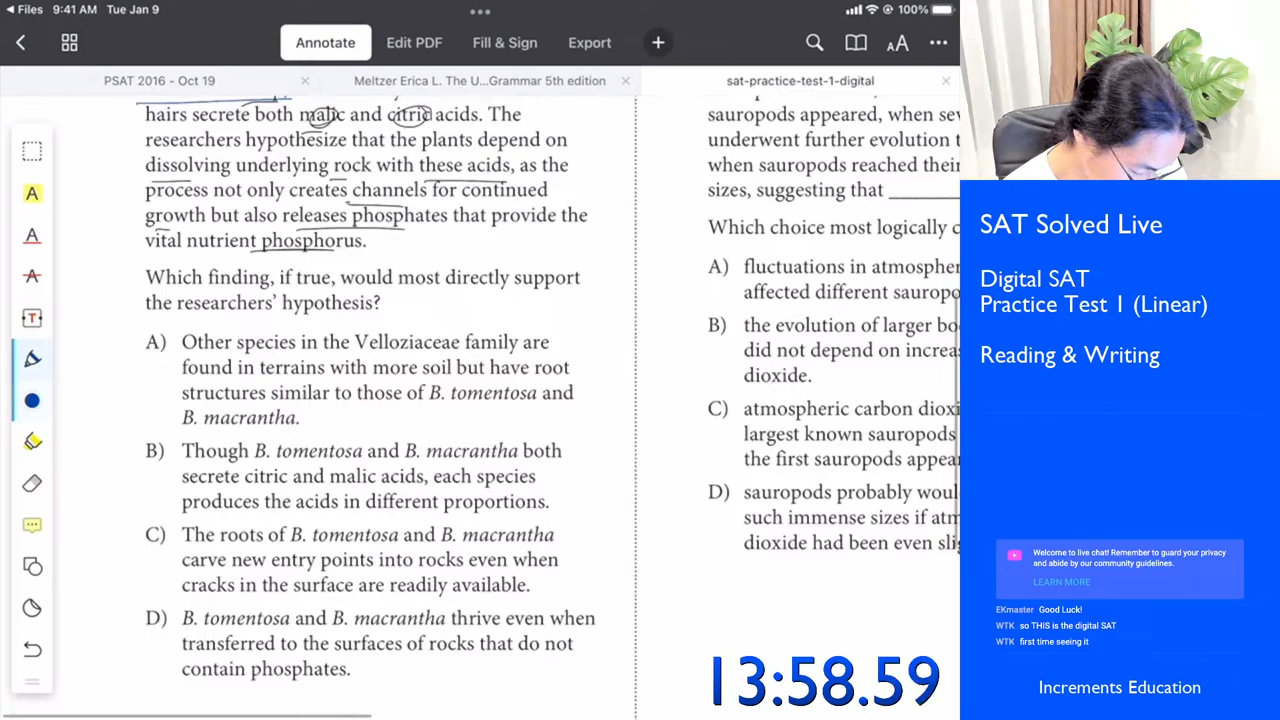 Files 9:41 AM Tue Jan 9
100%
Annotate Edit PDF Fill & Sign Export
AA
PSAT 2016 - Oct 19
Meltzer Erica L. The U...Grammar 5th edition
sat-practice-test-1-digital
hairs secrete both malic and citric acids. The
researchers hypothesize that the plants depend on
dissolving underlying rock with these acids, as the
process not only creates channels for continued
growth but also releases phosphates that provide the
vital nutrient phosphorus.
Which finding, if true, would most directly support
the researchers’ hypothesis?
A) Other species in the Velloziaceae family are
found in terrains with more soil but have root
structures similar to those of B. tomentosa and
B. macrantha.
B) Though B. tomentosa and B. macrantha both
secrete citric and malic acids, each species
produces the acids in different proportions.
C) The roots of B. tomentosa and B. macrantha
carve new entry points into rocks even when
cracks in the surface are readily available.
D) B. tomentosa and B. macrantha thrive even when
transferred to the surfaces of rocks that do not
contain phosphates.
sauropods appeared, when sev
underwent further evolution t
when sauropods reached their
sizes, suggesting that ______
Which choice most logically c
A) fluctuations in atmospher
affected different sauropo
B) the evolution of larger bo
did not depend on increa
dioxide.
C) atmospheric carbon dioxi
largest known sauropods
the first sauropods appea
D) sauropods probably woul
such immense sizes if atm
dioxide had been even slig
13:58.59
A
A
A
T
SAT Solved Live
Digital SAT
Practice Test 1 (Linear)
Reading & Writing
Welcome to live chat! Remember to guard your privacy
and abide by our community guidelines.
LEARN MORE
EKmaster Good Luck!
WTK so THIS is the digital SAT
WTK first time seeing it
Increments Education